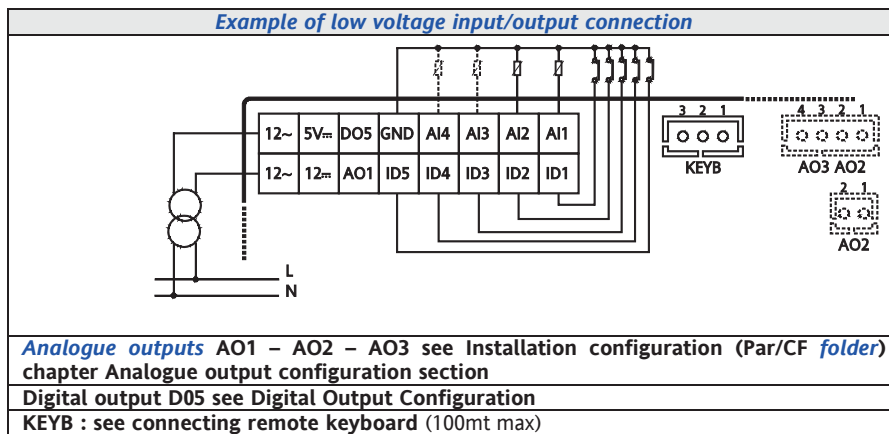 Example of low voltage input/output connection
3 2 1
4 3 2 1
12~ 5V⎓ DO5 GND AI4 AI3 AI2 AI1
12~ 12⎓ AO1 ID5 ID4 ID3 ID2 ID1
KEYB
AO3 AO2
2 1
AO2
L
N
Analogue outputs AO1 – AO2 – AO3 see Installation configuration (Par/CF folder)
chapter Analogue output configuration section
Digital output D05 see Digital Output Configuration
KEYB : see connecting remote keyboard (100mt max)